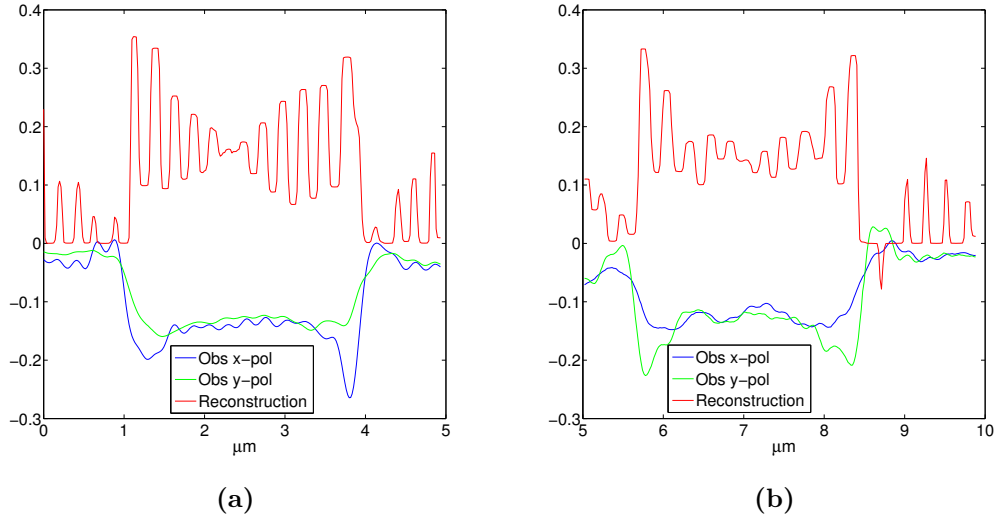 0.4
0.3
0.2
0.1
0
−0.1
−0.2
−0.3
0 1 2 3 4 5
μm
Obs x−pol
Obs y−pol
Reconstruction
(a)
0.4
0.3
0.2
0.1
0
−0.1
−0.2
−0.3
5 6 7 8 9 10
μm
Obs x−pol
Obs y−pol
Reconstruction
(b)